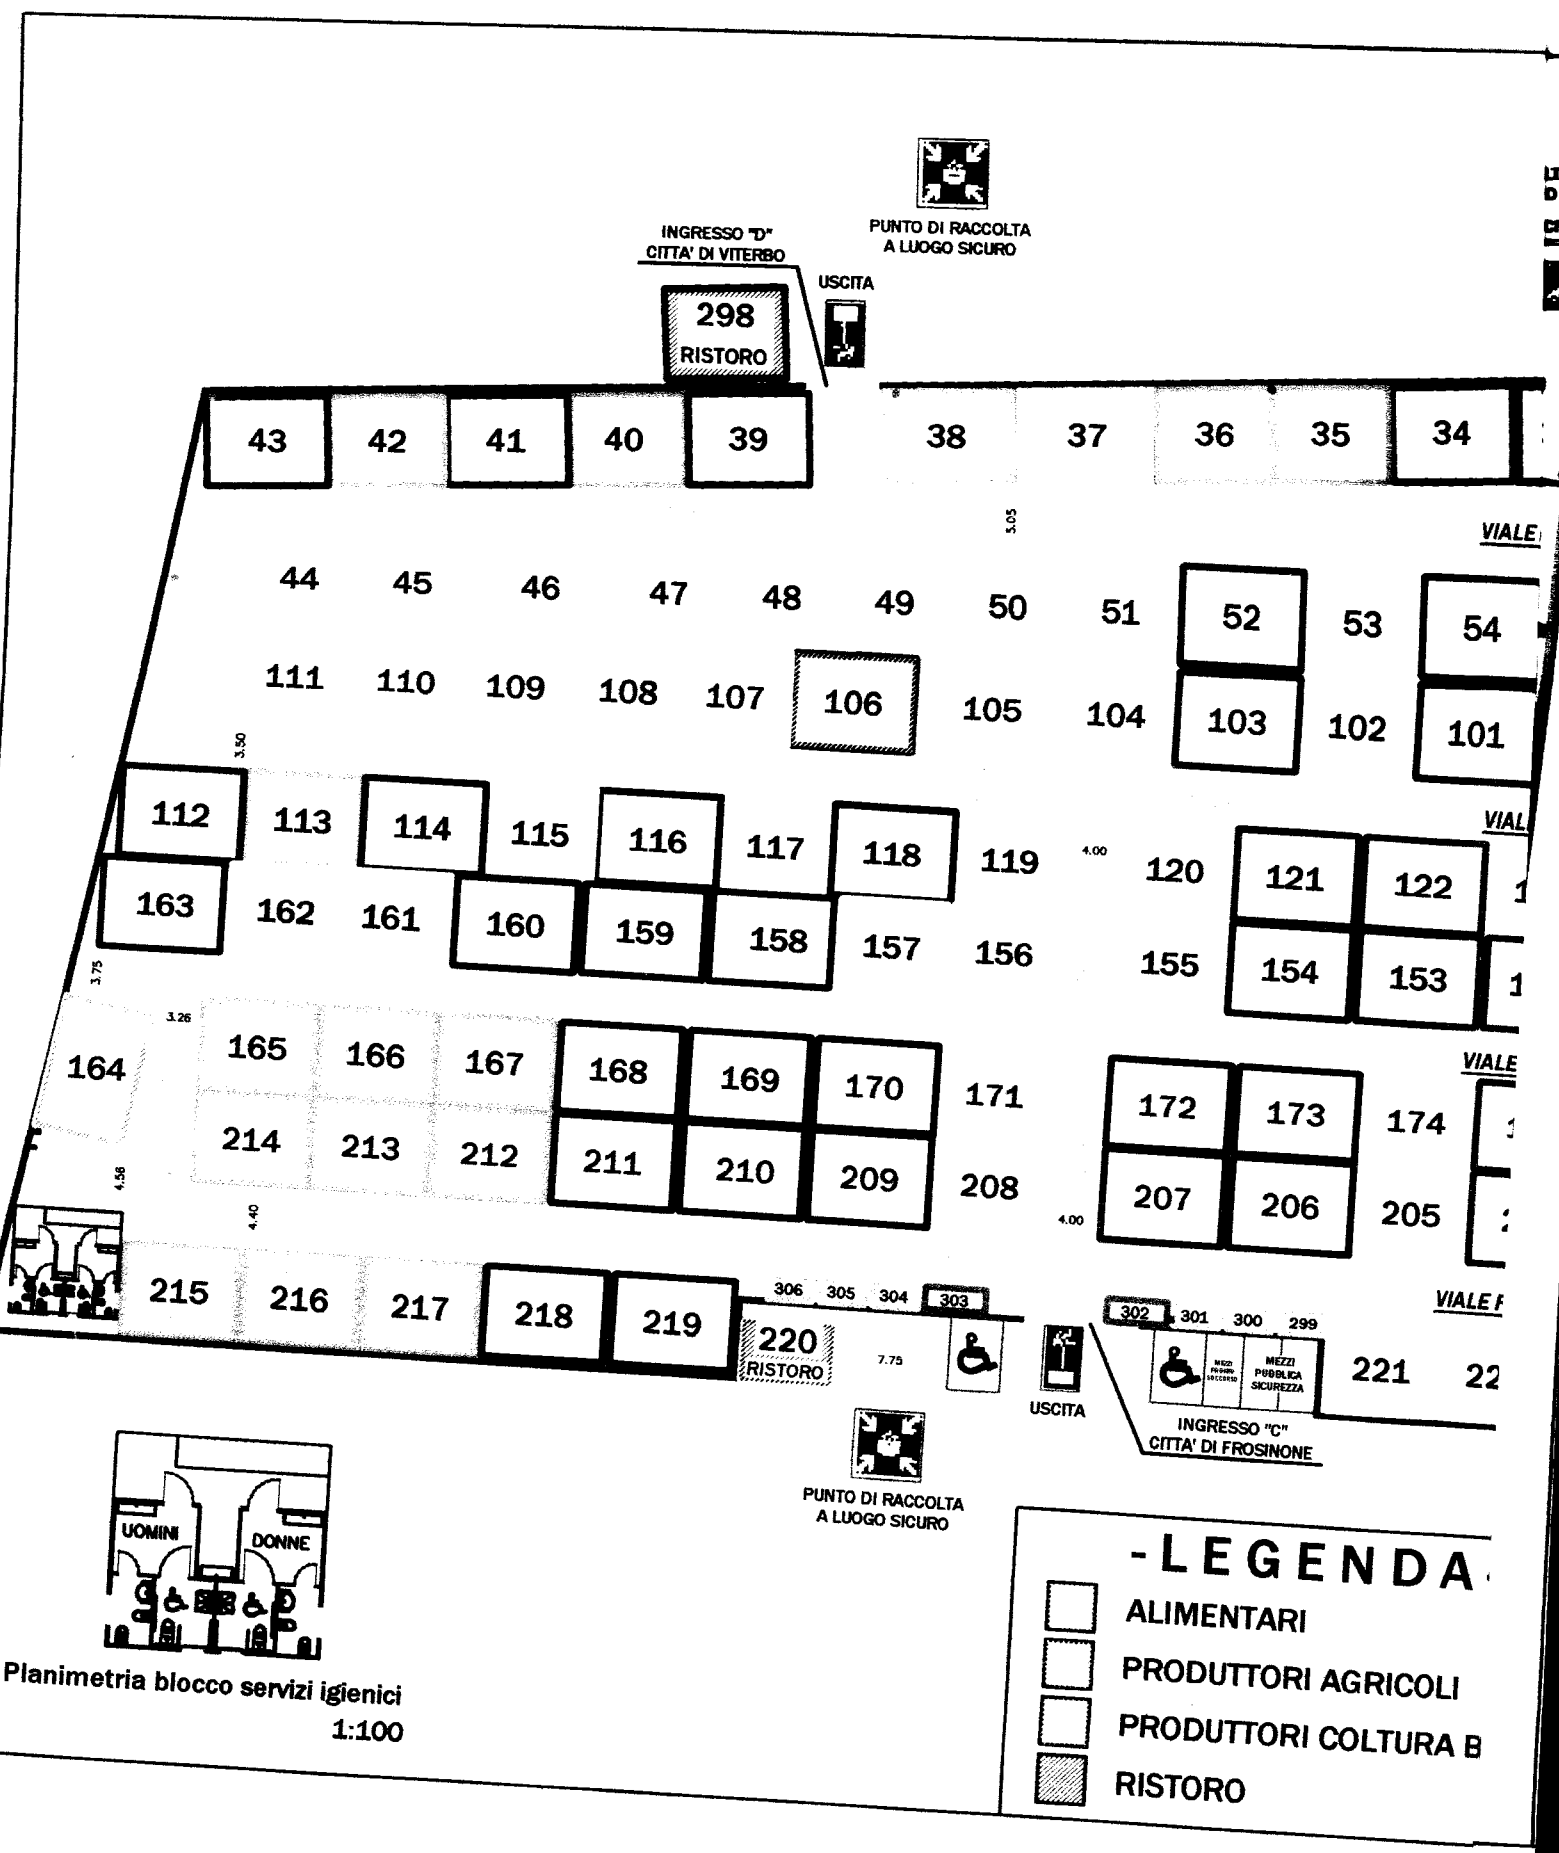 PUNTO DI RACCOLTA
A LUOGO SICURO
INGRESSO "D"
CITTA' DI VITERBO
USCITA
298
RISTORO
43 42 41 40 39 38 37 36 35 34
5.05
VIALE
44 45 46 47 48 49 50 51 52 53 54
111 110 109 108 107 106 105 104 103 102 101
3.50
VIAL
112 113 114 115 116 117 118 119 4.00 120 121 122
163 162 161 160 159 158 157 156 155 154 153
3.75
3.26
VIALE
164 165 166 167 168 169 170 171 172 173 174
214 213 212 211 210 209 208 207 206 205
4.56
4.40
4.00
VIALE F
215 216 217 218 219
306 305 304 303 302 301 300 299
220
RISTORO
7.75
MEZZI
PUBBLICA
SICUREZZA
MEZZI
PRONTO
SOCCORSO
221 22
USCITA
INGRESSO "C"
CITTA' DI FROSINONE
PUNTO DI RACCOLTA
A LUOGO SICURO
UOMINI DONNE
Planimetria blocco servizi igienici
1:100
-LEGENDA-
ALIMENTARI
PRODUTTORI AGRICOLI
PRODUTTORI COLTURA B
RISTORO